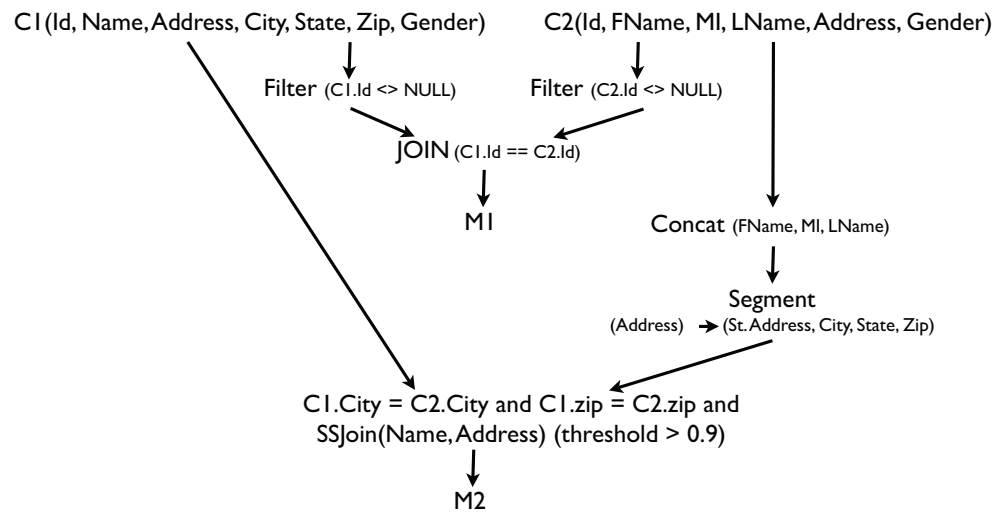 C1(Id, Name, Address, City, State, Zip, Gender)
C2(Id, FName, MI, LName, Address, Gender)
Filter (C1.Id <> NULL)
Filter (C2.Id <> NULL)
JOIN (C1.Id == C2.Id)
M1
Concat (FName, MI, LName)
Segment
(Address) (St. Address, City, State, Zip)
C1.City = C2.City and C1.zip = C2.zip and
SSJoin(Name, Address) (threshold > 0.9)
M2